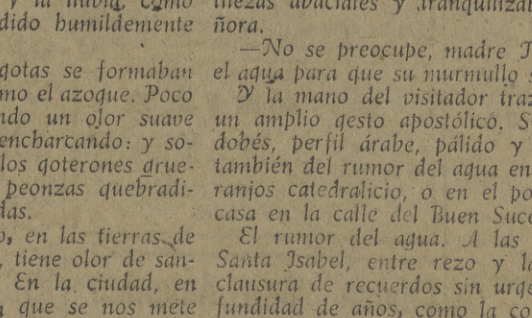 y la lluvia. Como
dido humildemente
gotas se formaban
mo el azogue. Poco
ndo un olor suave
encharcando: y so-
los goterones grue-
peonzas quebradi-
das.
o, en las tierras de
, tiene olor de san-
En la ciudad, en
que se nos mete
mezas abaciales y tranquilizab
ñora.
—No se preocupe, madre I
el agua para que su murmullo
Y la mano del visitador traz
un amplio gesto apostólico. S
dobés, perfil árabe, pálido y
también del rumor del agua en
ranjos catedralicio, o en el po
casa en la calle del Buen Suce
El rumor del agua. A las
Santa Isabel, entre rezo y la
clausura de recuerdos sin urge
fundidad de años, como la co